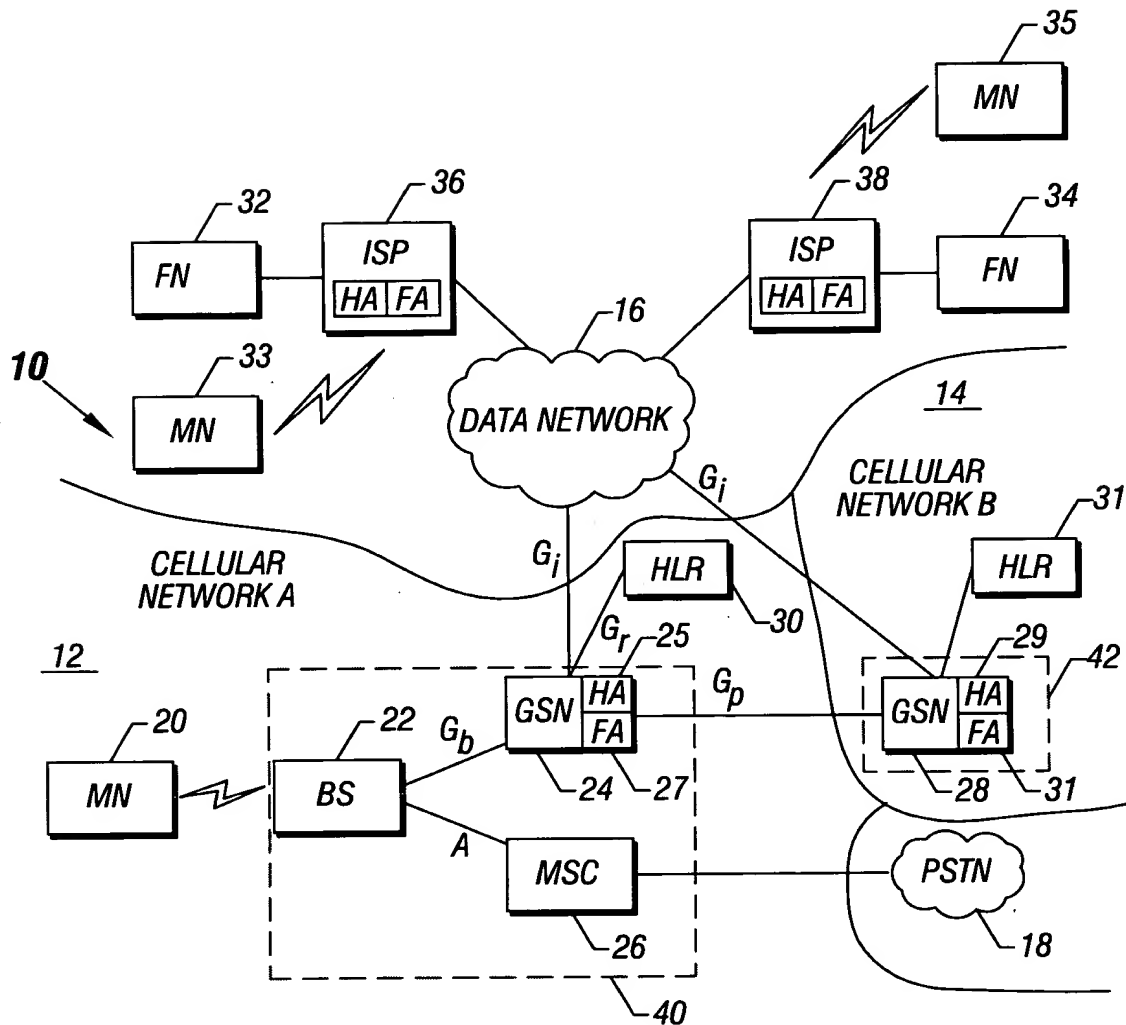 35
MN
36
38
32
34
ISP
ISP
FN
FN
HA FA
HA FA
16
33
10
14
MN
DATA NETWORK
Gi
CELLULAR
NETWORK B
31
CELLULAR
NETWORK A
Gi
HLR
HLR
30
Gr
25
29
42
12
HA
Gp
HA
GSN
GSN
20
22
Gb
FA
FA
MN
BS
24
27
28
31
A
MSC
PSTN
26
18
40